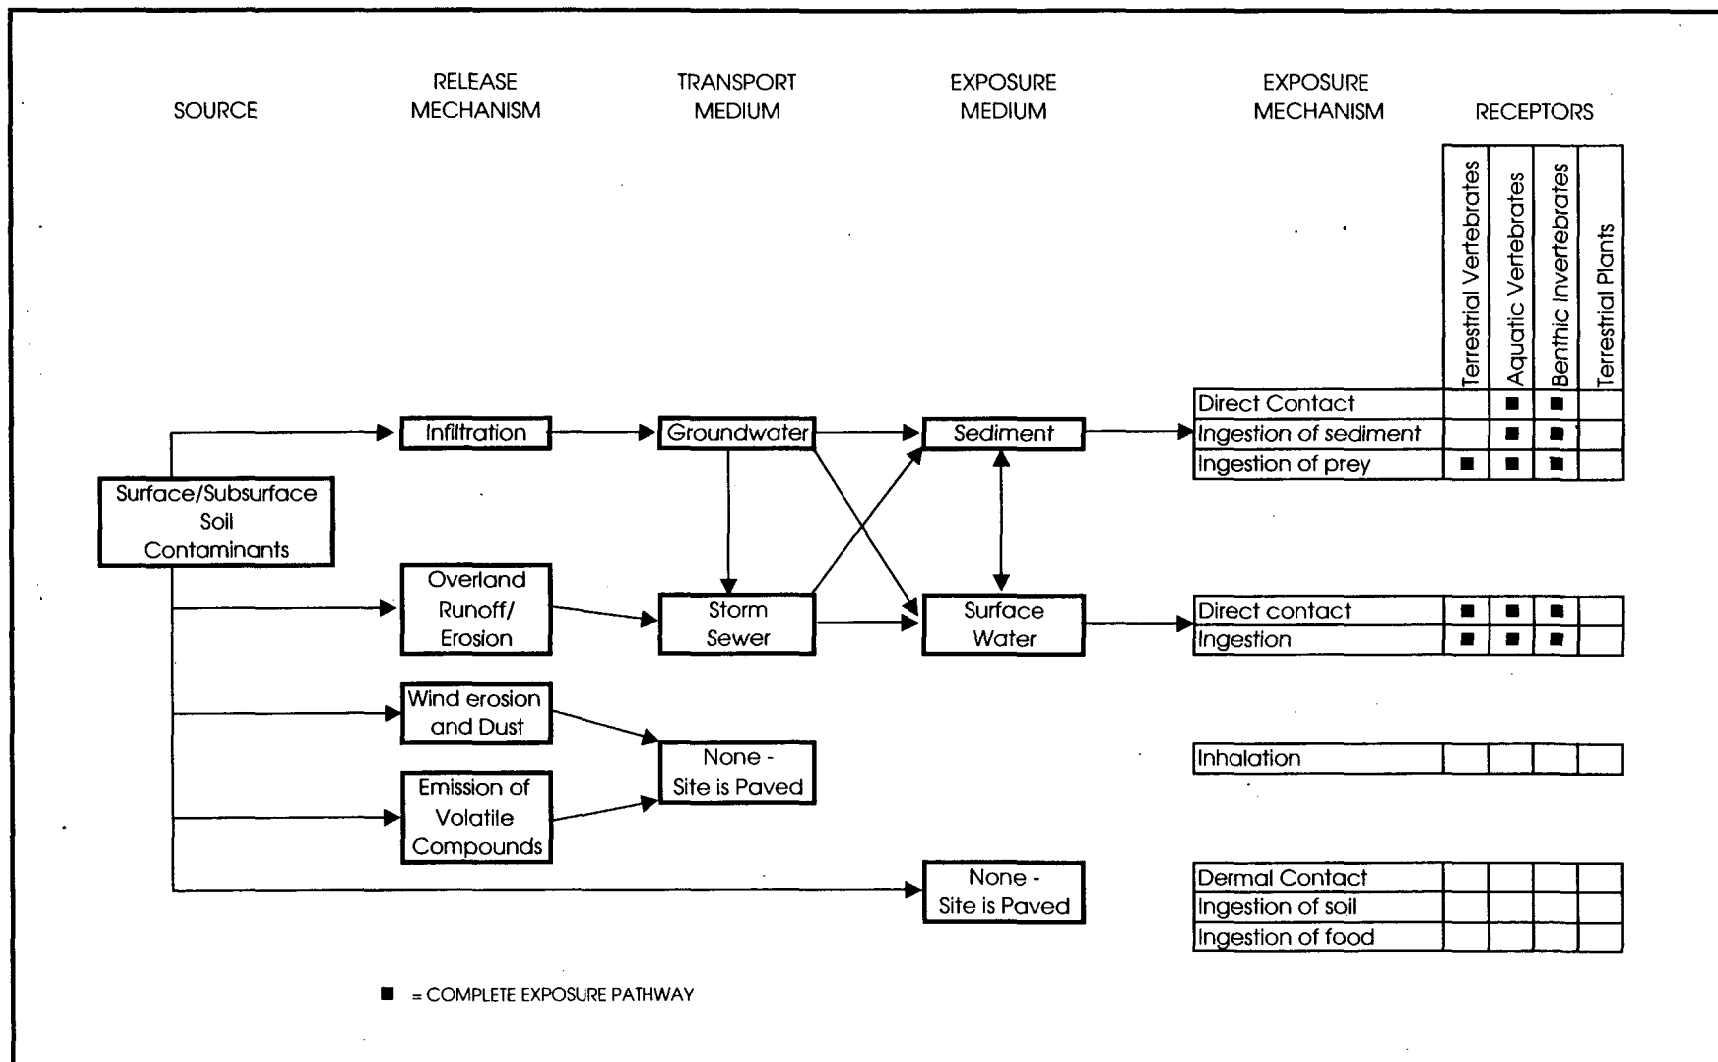 SOURCE
RELEASE
MECHANISM
TRANSPORT
MEDIUM
EXPOSURE
MEDIUM
EXPOSURE
MECHANISM
RECEPTORS
Terrestrial Vertebrates
Aquatic Vertebrates
Benthic Invertebrates
Terrestrial Plants
Surface/Subsurface
Soil
Contaminants
Infiltration
Groundwater
Sediment
Direct Contact
Ingestion of sediment
Ingestion of prey
Overland
Runoff/
Erosion
Storm
Sewer
Surface
Water
Direct contact
Ingestion
Wind erosion
and Dust
Emission of
Volatile
Compounds
None -
Site is Paved
Inhalation
None -
Site is Paved
Dermal Contact
Ingestion of soil
Ingestion of food
■ = COMPLETE EXPOSURE PATHWAY